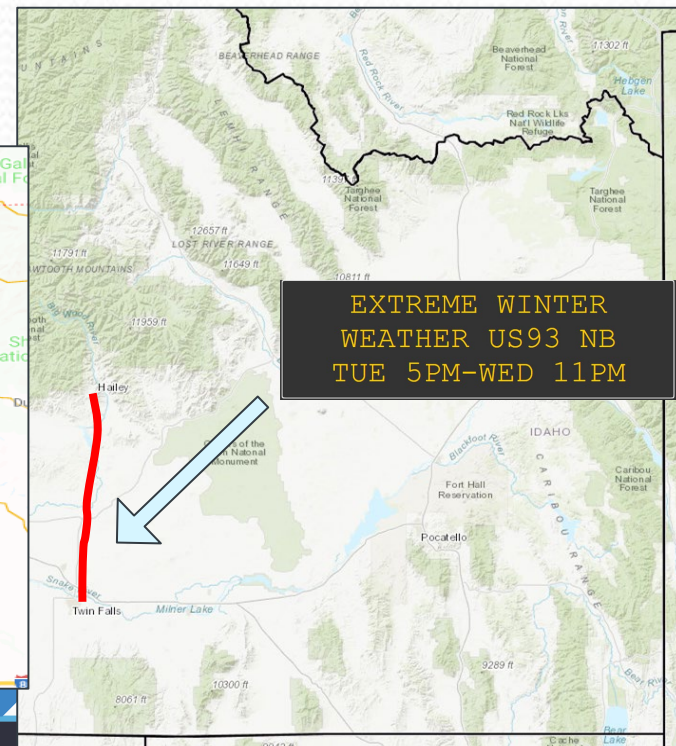 BEAVERHEAD RANGE
Red Rock River
Beaverhead
National
Forest
11302 ft
Hebgen
Lake
Red Rock Lks
Nat'l Wildlife
Refuge
LEMHI RANGE
Targhee
National
Forest
Targhee
National
Forest
12657 ft
LOST RIVER RANGE
11649 ft
11791 ft
10811 ft
Big Wood River
11959 ft
EXTREME WINTER
WEATHER US93 NB
TUE 5PM-WED 11PM
Hailey
IDAHO
Blackfoot River
Fort Hall
Reservation
CARIBOU RANGE
Caribou
National
Forest
Pocatello
Snake River
Twin Falls
Milner Lake
9289 ft
10300 ft
8061 ft
Bear
Lake
Cache